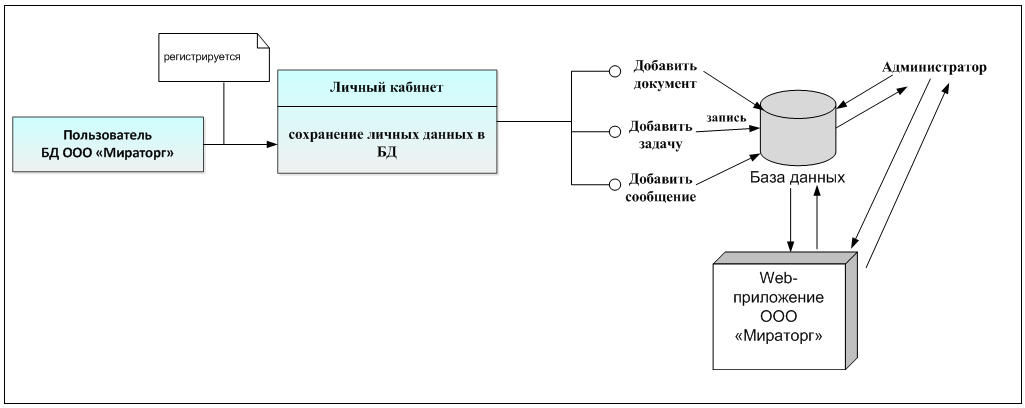 регистрируется
Пользователь
БД ООО «Мираторг»
Личный кабинет
сохранение личных данных в
БД
Добавить
документ
Добавить
задачу
Добавить
сообщение
запись
База данных
Администратор
Web-
приложение
ООО
«Мираторг»